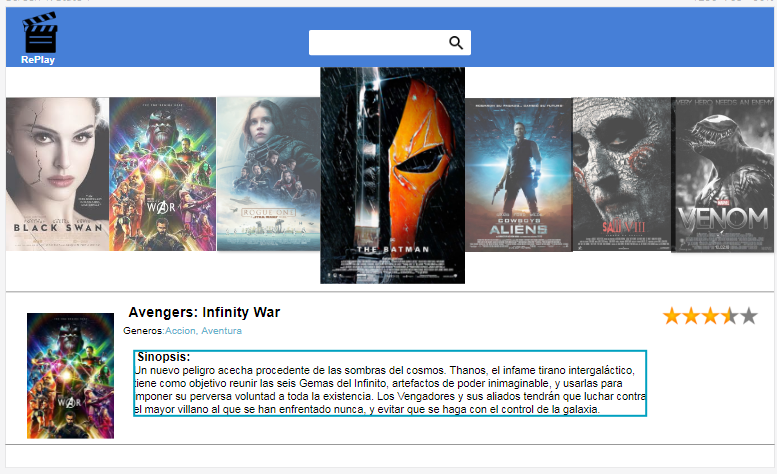 RePlay
BLACK SWAN
WAR
ROGUE ONE
THE BATMAN
COWBOYS
ALIENS
SAW III
VERY HERO NEEDS AN ENEMY
MARVEL
VENOM
Avengers: Infinity War
Generos:Accion, Aventura
Sinopsis:
Un nuevo peligro acecha procedente de las sombras del cosmos. Thanos, el infame tirano intergaláctico,
tiene como objetivo reunir las seis Gemas del Infinito, artefactos de poder inimaginable, y usarlas para
imponer su perversa voluntad a toda la existencia. Los Vengadores y sus aliados tendrán que luchar contra
el mayor villano al que se han enfrentado nunca, y evitar que se haga con el control de la galaxia.